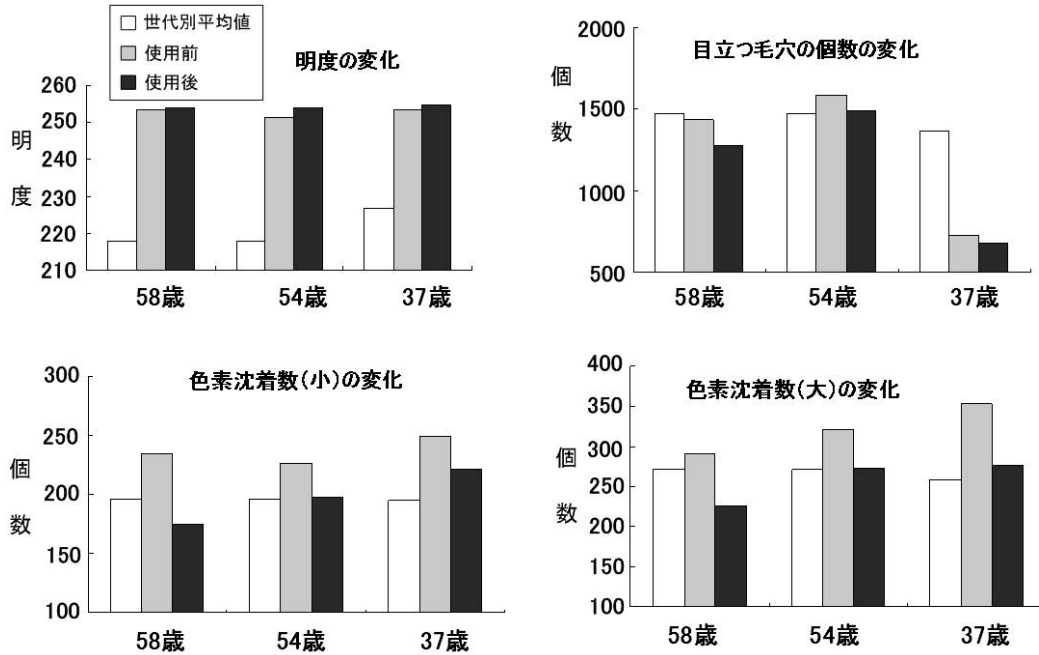 世代別平均値
使用前
使用後
明度の変化
明度
260
250
240
230
220
210
58歳
54歳
37歳
目立つ毛穴の個数の変化
個数
2000
1500
1000
500
58歳
54歳
37歳
色素沈着数(小)の変化
個数
300
250
200
150
100
58歳
54歳
37歳
色素沈着数(大)の変化
個数
400
350
300
250
200
150
100
58歳
54歳
37歳